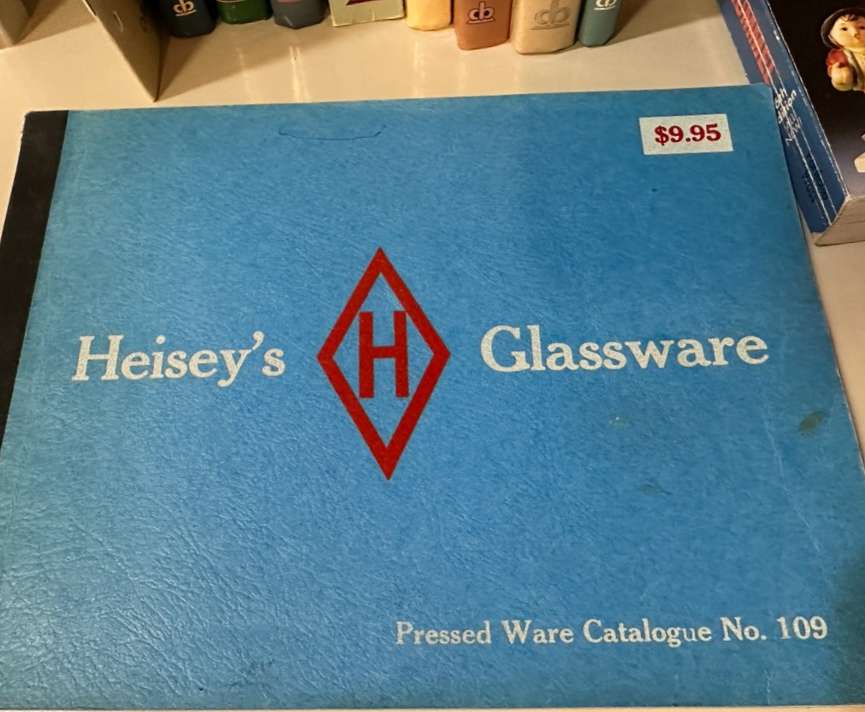 $9.95
Heisey's H Glassware
Pressed Ware Catalogue No. 109